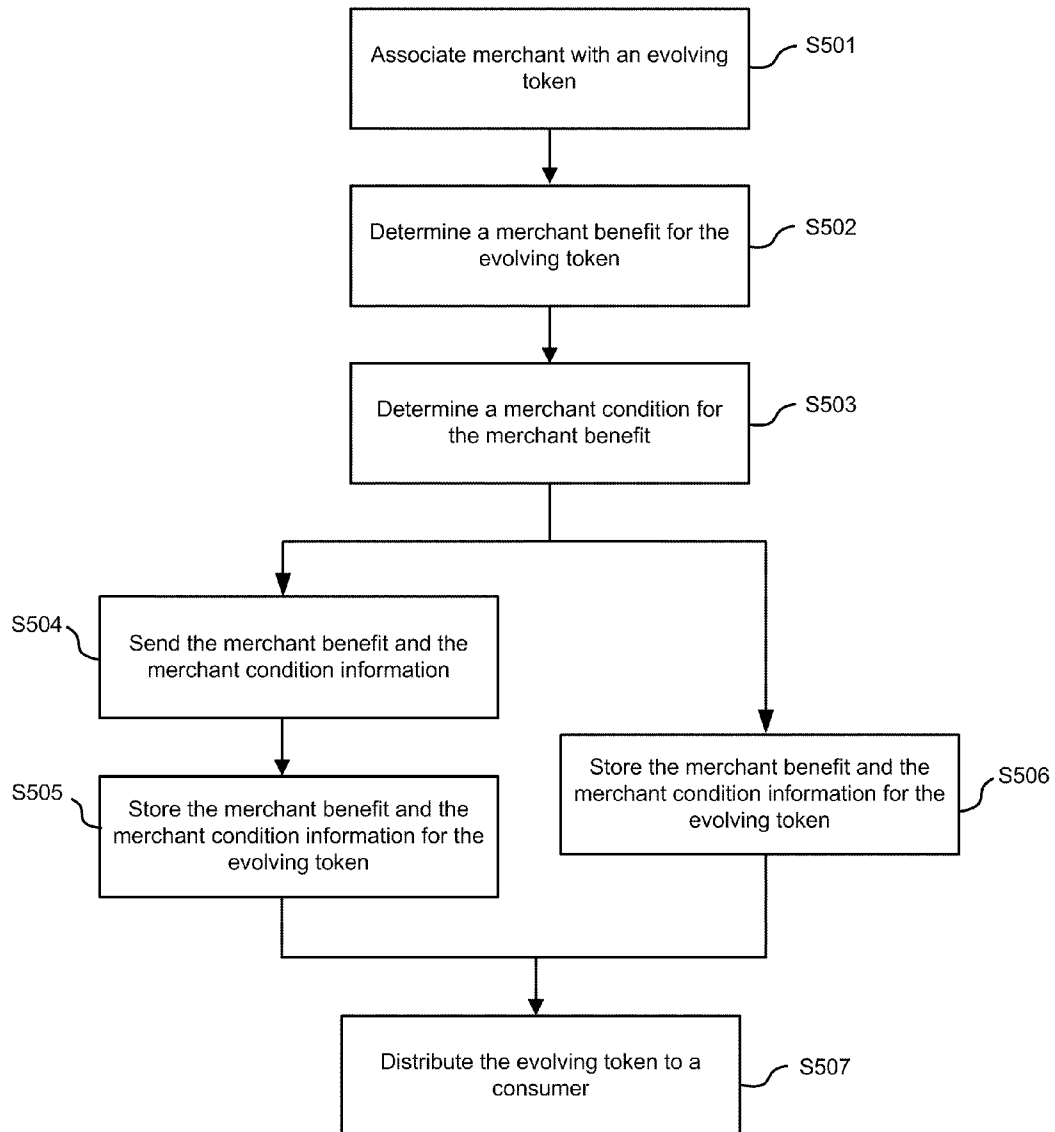 Associate merchant with an evolving
token
S501
Determine a merchant benefit for the
evolving token
S502
Determine a merchant condition for
the merchant benefit
S503
S504
Send the merchant benefit and the
merchant condition information
S505
Store the merchant benefit and the
merchant condition information for the
evolving token
Store the merchant benefit and the
merchant condition information for the
evolving token
S506
Distribute the evolving token to a
consumer
S507